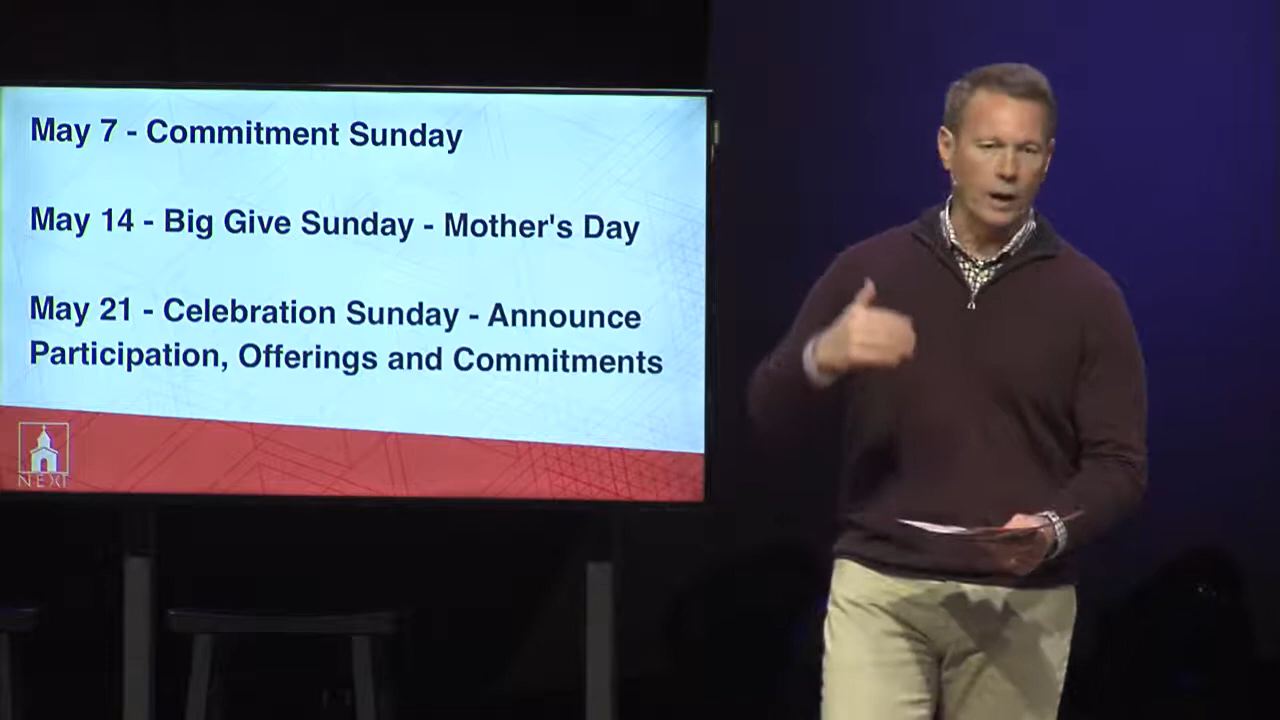 May 7 - Commitment Sunday
May 14 - Big Give Sunday - Mother's Day
May 21 - Celebration Sunday - Announce
Participation, Offerings and Commitments
NEXT